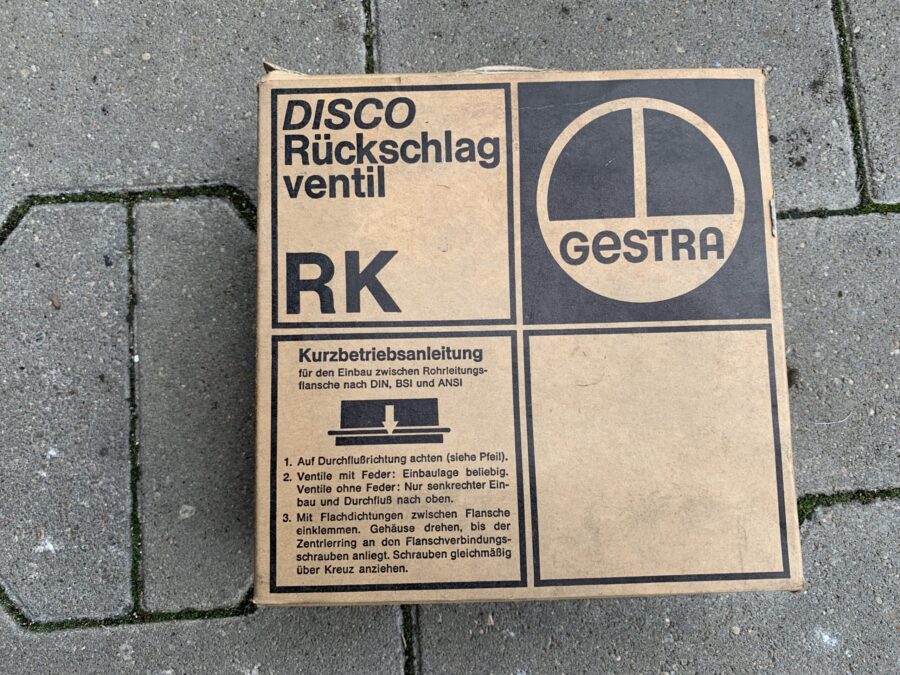 DISCO
Rückschlag
ventil
RK
GESTRA
Kurzbetriebsanleitung
für den Einbau zwischen Rohrleitungs-
flansche nach DIN, BSI und ANSI
1. Auf Durchflußrichtung achten (siehe Pfeil).
2. Ventile mit Feder: Einbaulage beliebig.
Ventile ohne Feder: Nur senkrechter Ein-
bau und Durchfluß nach oben.
3. Mit Flachdichtungen zwischen Flansche
einklemmen. Gehäuse drehen, bis der
Zentrierring an den Flanschverbindungs-
schrauben anliegt. Schrauben gleichmäßig
über Kreuz anziehen.